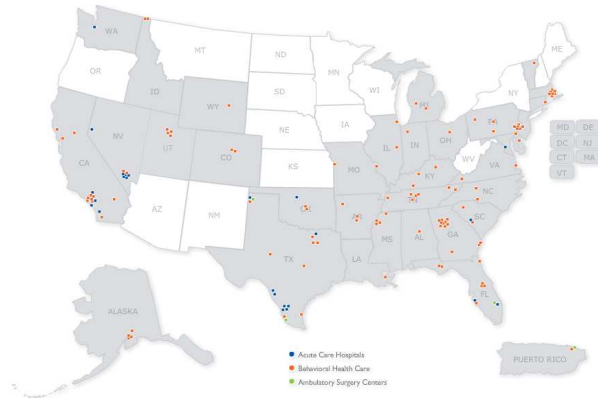 WA
MT
ND
MN
ME
OR
ID
SD
WI
NY
MI
WY
NE
IA
PA
MD DE
DC NJ
CT MA
VT
NV
UT
CO
IL
IN
OH
WV
CA
KS
MO
KY
VA
AZ
NM
OK
AR
TN
NC
SC
MS
AL
GA
TX
LA
FL
ALASKA
PUERTO RICO
Acute Care Hospitals
Behavioral Health Care
Ambulatory Surgery Centers